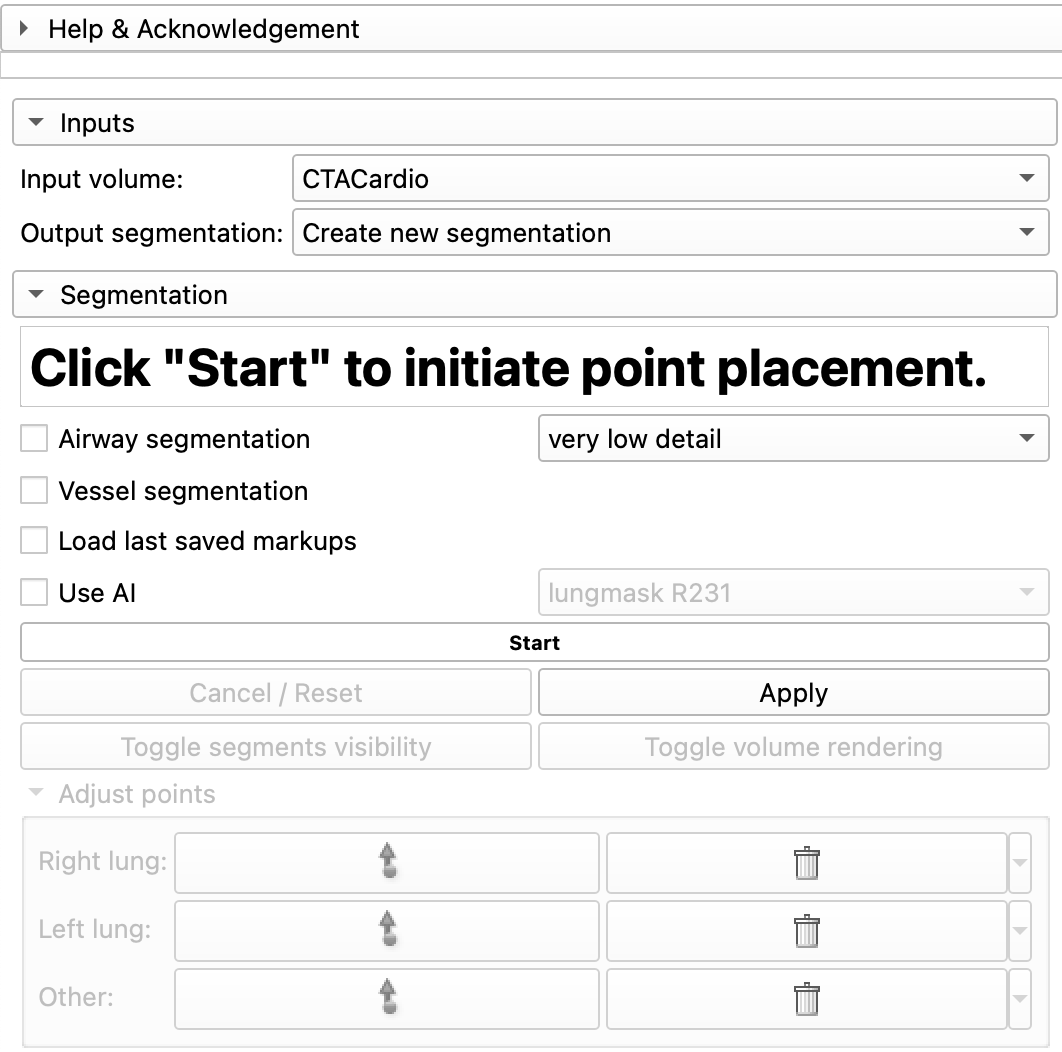 Help & Acknowledgement
Inputs
Input volume: CTACardio
Output segmentation: Create new segmentation
Segmentation
Click "Start" to initiate point placement.
Airway segmentation very low detail
Vessel segmentation
Load last saved markups
Use AI lungmask R231
Start
Cancel / Reset Apply
Toggle segments visibility Toggle volume rendering
Adjust points
Right lung:
Left lung:
Other: